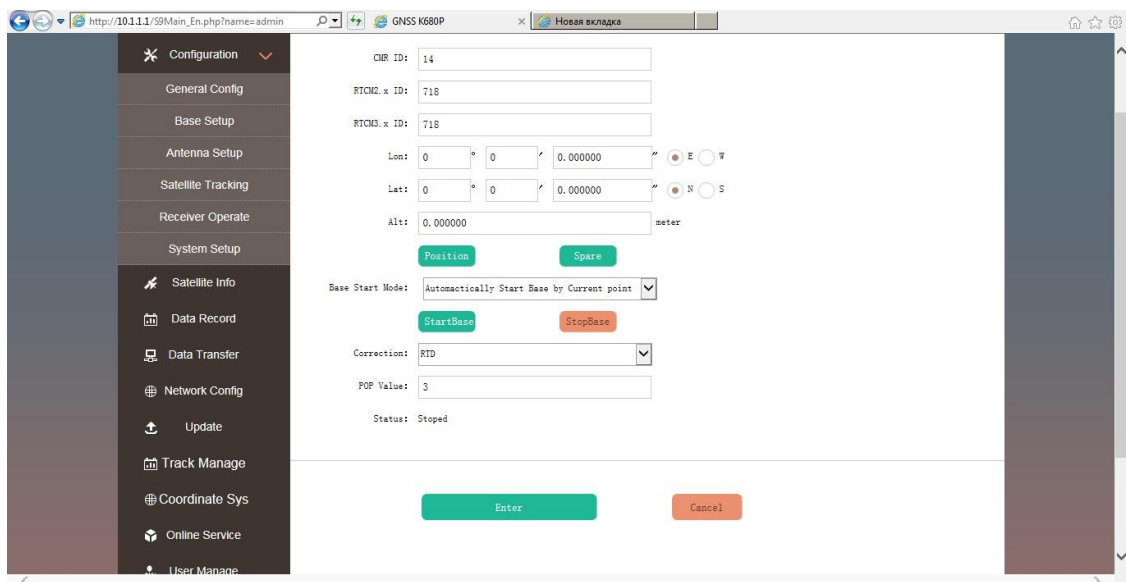 http://10.1.1.1/S9Main_En.php?name=admin
GNSS K680P
Новая вкладка
Configuration
General Config
Base Setup
Antenna Setup
Satellite Tracking
Receiver Operate
System Setup
Satellite Info
Data Record
Data Transfer
Network Config
Update
Track Manage
Coordinate Sys
Online Service
User Manage
CMR ID: 14
RTCM2.x ID: 718
RTCM3.x ID: 718
Lon: 0 ° 0 ′ 0.000000 ″ E W
Lat: 0 ° 0 ′ 0.000000 ″ N S
Alt: 0.000000 meter
Position Spare
Base Start Mode: Automactically Start Base by Current point
StartBase StopBase
Correction: RTD
POP Value: 3
Status: Stoped
Enter Cancel